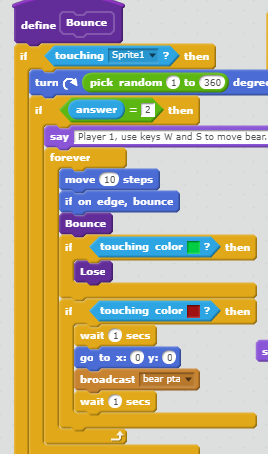 define Bounce
if touching Sprite1 ? then
turn pick random 1 to 360 degre
if answer = 2 then
say Player 1, use keys W and S to move bear.
forever
move 10 steps
if on edge, bounce
Bounce
if touching color ? then
Lose
if touching color ? then
wait 1 secs
go to x: 0 y: 0
broadcast bear pta
wait 1 secs
s